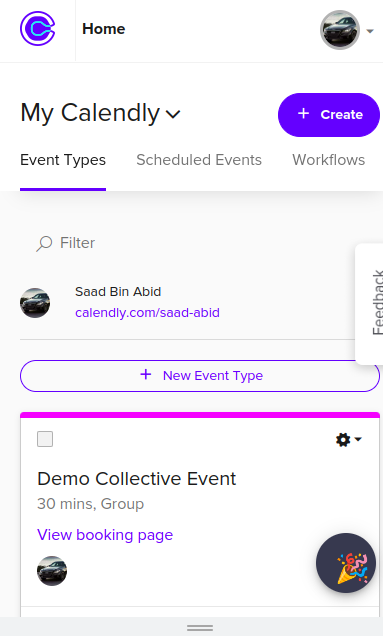 Home
My Calendly
+ Create
Event Types
Scheduled Events
Workflows
Filter
Saad Bin Abid
calendly.com/saad-abid
Feedback
+ New Event Type
Demo Collective Event
30 mins, Group
View booking page